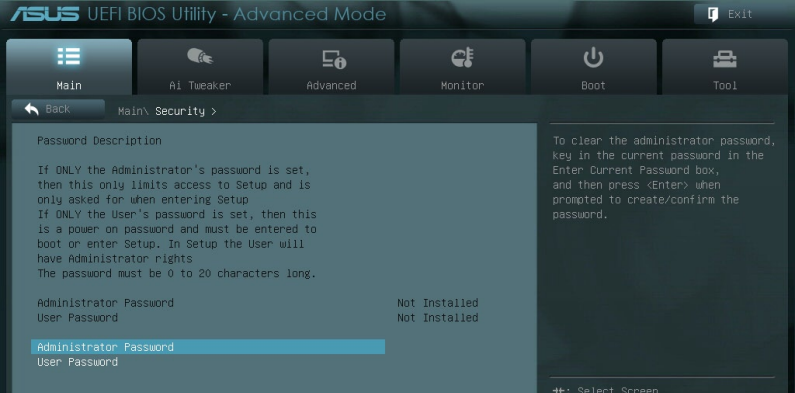 ASUS UEFI BIOS Utility - Advanced Mode
Exit
Main
Ai Tweaker
Advanced
Monitor
Boot
Tool
Back
Main\ Security >
Password Description
If ONLY the Administrator's password is set,
then this only limits access to Setup and is
only asked for when entering Setup
If ONLY the User's password is set, then this
is a power on password and must be entered to
boot or enter Setup. In Setup the User will
have Administrator rights
The password must be 0 to 20 characters long.
Administrator Password Not Installed
User Password Not Installed
Administrator Password
User Password
To clear the administrator password,
key in the current password in the
Enter Current Password box,
and then press <Enter> when
prompted to create/confirm the
password.
: Select Screen